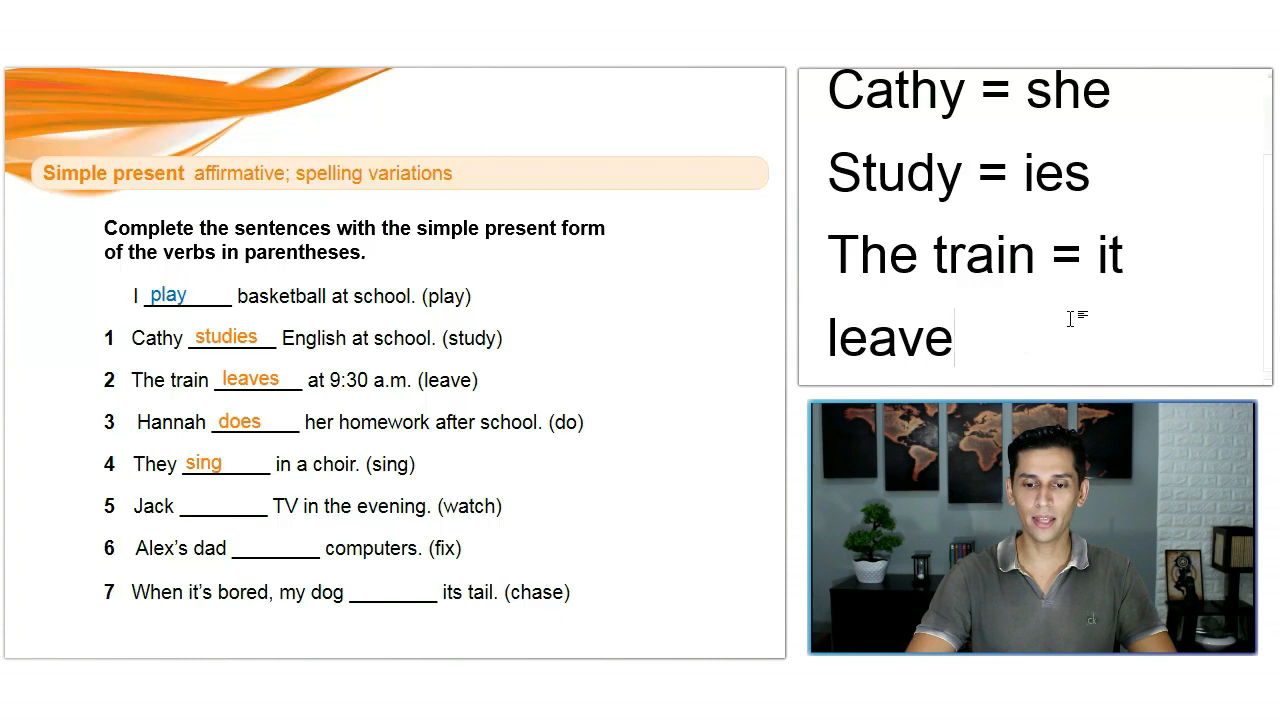 Simple present affirmative; spelling variations
Complete the sentences with the simple present form
of the verbs in parentheses.
I play basketball at school. (play)
1 Cathy studies English at school. (study)
2 The train leaves at 9:30 a.m. (leave)
3 Hannah does her homework after school. (do)
4 They sing in a choir. (sing)
5 Jack ________ TV in the evening. (watch)
6 Alex’s dad ________ computers. (fix)
7 When it’s bored, my dog ________ its tail. (chase)
Cathy = she
Study = ies
The train = it
leave
ck